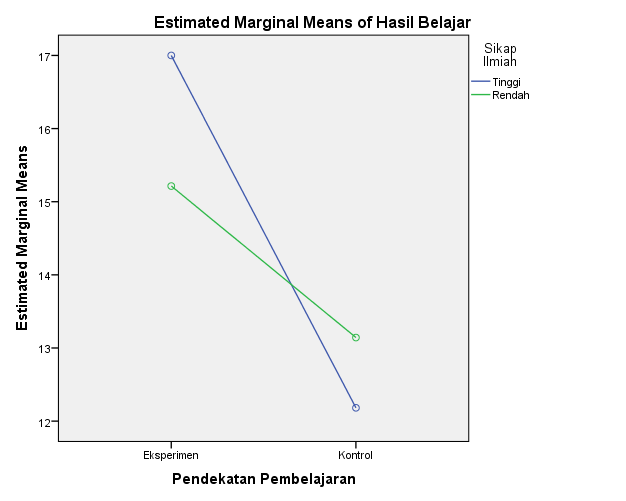 Estimated Marginal Means of Hasil Belajar
Sikap
Ilmiah
Tinggi
Rendah
Estimated Marginal Means
17
16
15
14
13
12
Eksperimen
Kontrol
Pendekatan Pembelajaran